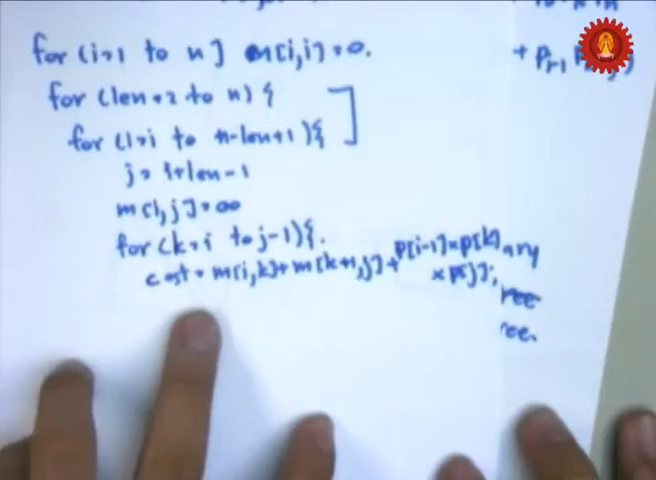 for (i=1 to n] m[i,i]=0.
for (len=2 to n) {
for (i=i to n-len+1){
j= i+len-1
m[i,j]=∞
for (k=i to j-1){.
cost = m[i,k]+m[k+1,j]+ p[i-1]×p[k]
×p[j];